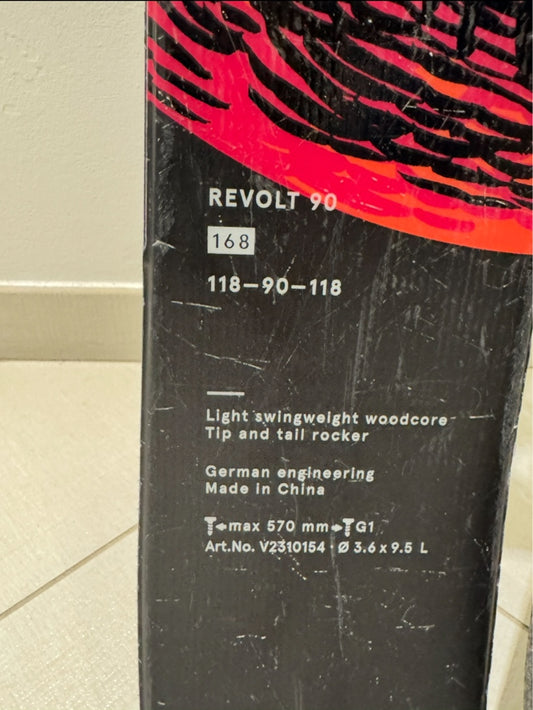 REVOLT 90
168
118—90—118
Light swingweight woodcore
Tip and tail rocker
German engineering
Made in China
max 570 mm G1
Art.No. V2310154 · Ø 3.6 x 9.5 L